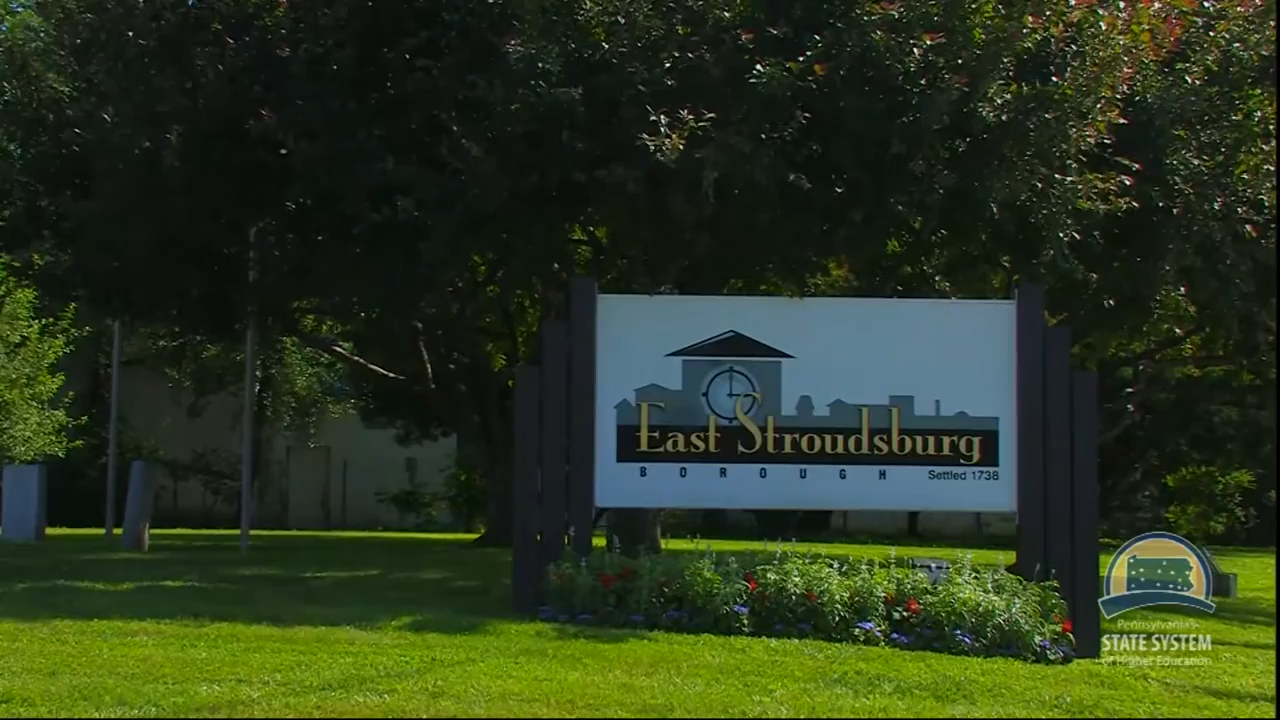 East Stroudsburg
BOROUGH
Settled 1738
Pennsylvania's
STATE SYSTEM
of Higher Education